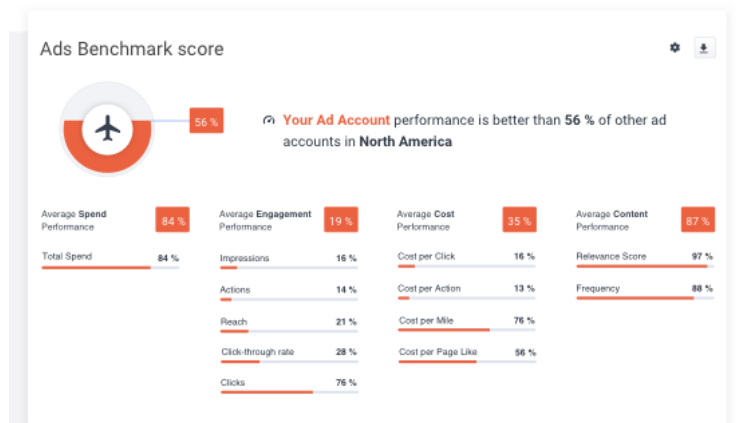 Ads Benchmark score
56 %
Your Ad Account performance is better than 56 % of other ad
accounts in North America
Average Spend
Performance
84 %
Total Spend 84 %
Average Engagement
Performance
19 %
Impressions 16 %
Actions 14 %
Reach 21 %
Click-through rate 28 %
Clicks 76 %
Average Cost
Performance
35 %
Cost per Click 16 %
Cost per Action 13 %
Cost per Mile 76 %
Cost per Page Like 56 %
Average Content
Performance
87 %
Relevance Score 97 %
Frequency 88 %